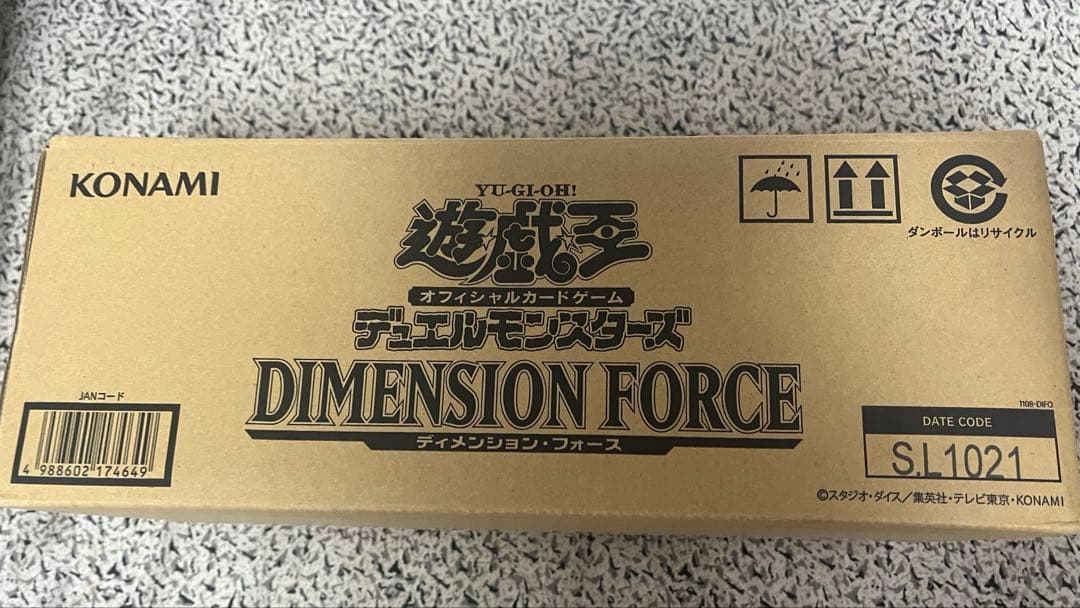 KONAMI
YU-GI-OH!
遊戯王
オフィシャルカードゲーム
デュエルモンスターズ
DIMENSION FORCE
ディメンション・フォース
ダンボールはリサイクル
JANコード
4 988602 174649
1108-DIFO
DATE CODE
S.L1021
©スタジオ・ダイス／集英社・テレビ東京・KONAMI